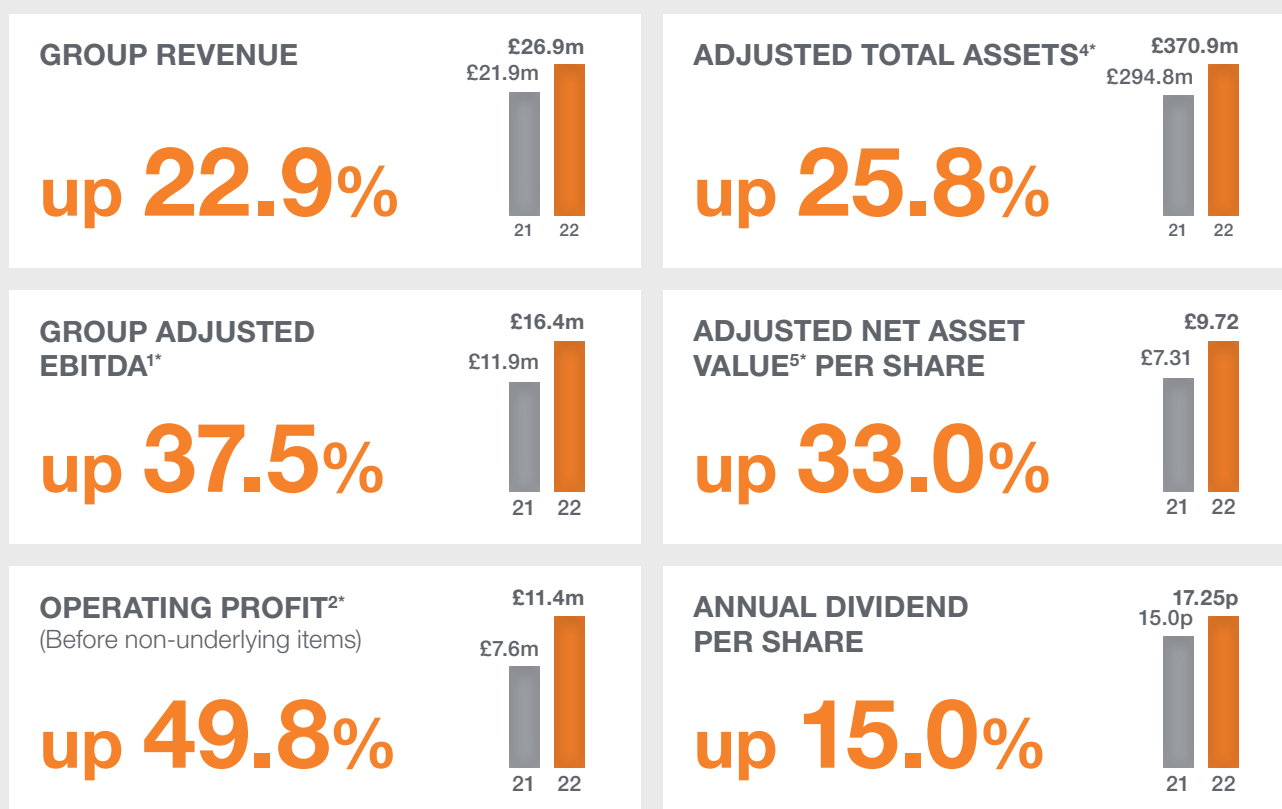 GROUP REVENUE
up 22.9%
£21.9m
£26.9m
21 22
ADJUSTED TOTAL ASSETS4*
up 25.8%
£294.8m
£370.9m
21 22
GROUP ADJUSTED
EBITDA1*
up 37.5%
£11.9m
£16.4m
21 22
ADJUSTED NET ASSET
VALUE5* PER SHARE
up 33.0%
£7.31
£9.72
21 22
OPERATING PROFIT2*
(Before non-underlying items)
up 49.8%
£7.6m
£11.4m
21 22
ANNUAL DIVIDEND
PER SHARE
up 15.0%
15.0p
17.25p
21 22